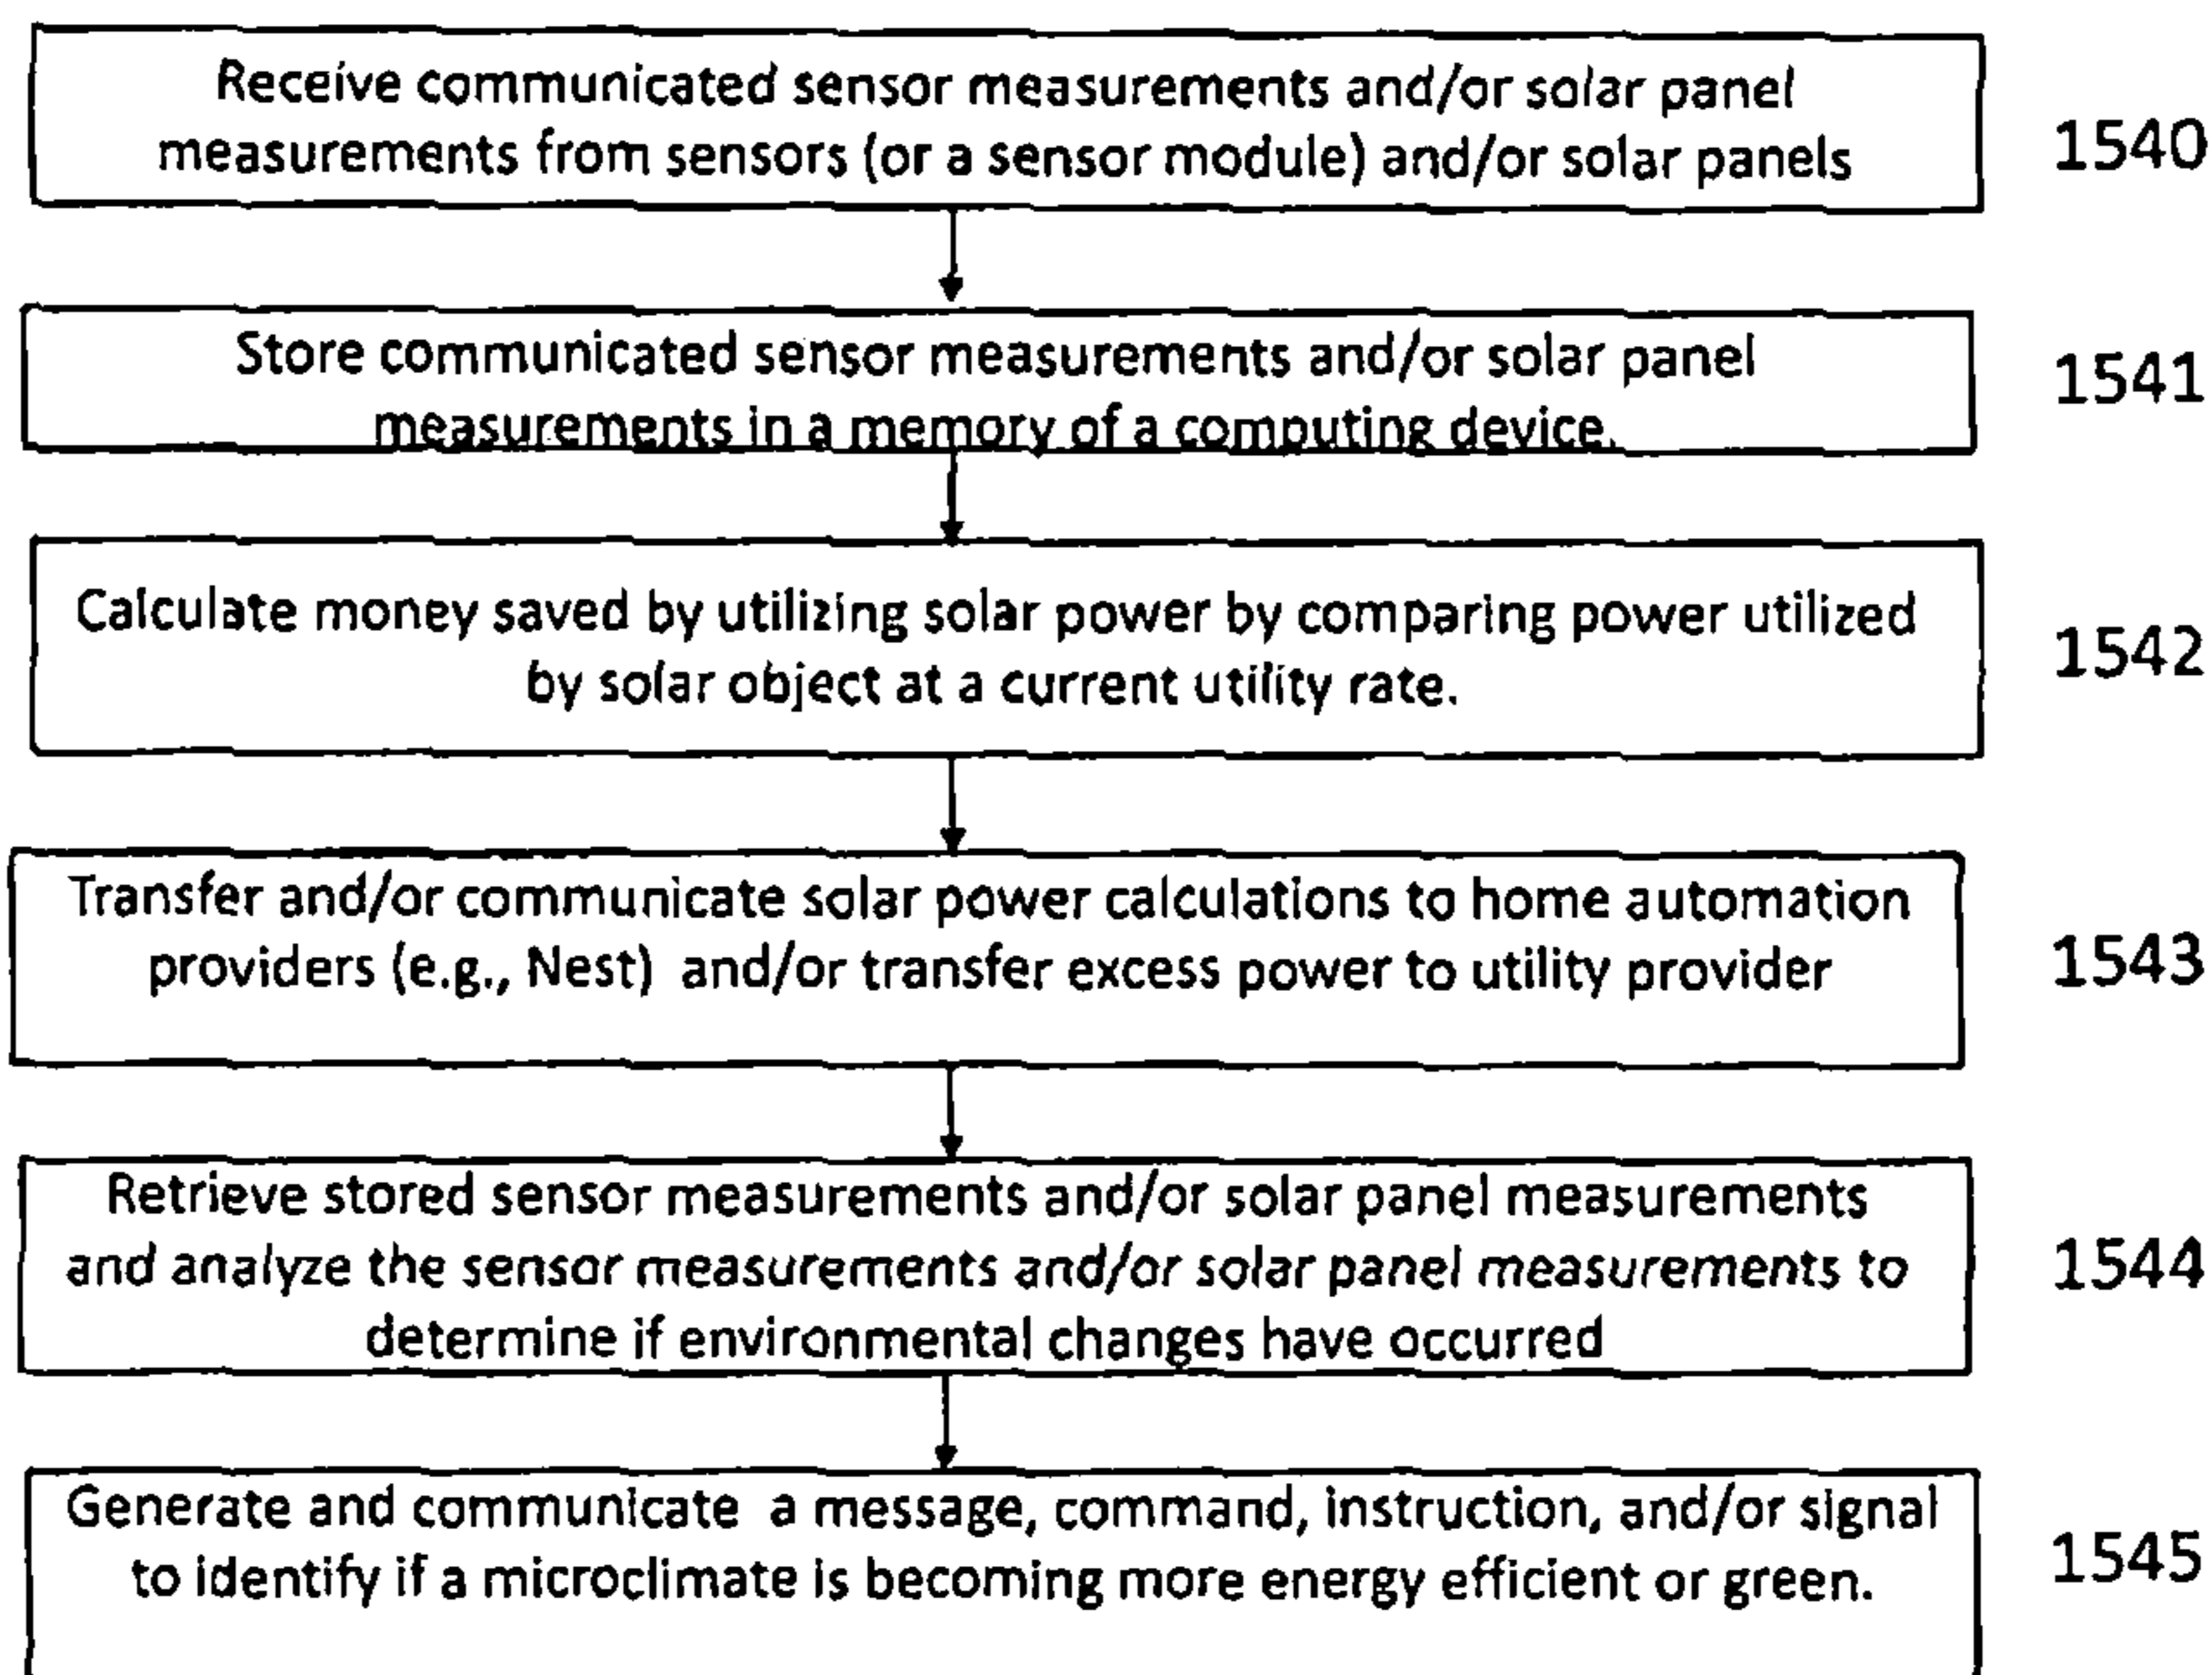 Receive communicated sensor measurements and/or solar panel
measurements from sensors (or a sensor module) and/or solar panels
1540
Store communicated sensor measurements and/or solar panel
measurements in a memory of a computing device.
1541
Calculate money saved by utilizing solar power by comparing power utilized
by solar object at a current utility rate.
1542
Transfer and/or communicate solar power calculations to home automation
providers (e.g., Nest) and/or transfer excess power to utility provider
1543
Retrieve stored sensor measurements and/or solar panel measurements
and analyze the sensor measurements and/or solar panel measurements to
determine if environmental changes have occurred
1544
Generate and communicate a message, command, instruction, and/or signal
to identify if a microclimate is becoming more energy efficient or green.
1545